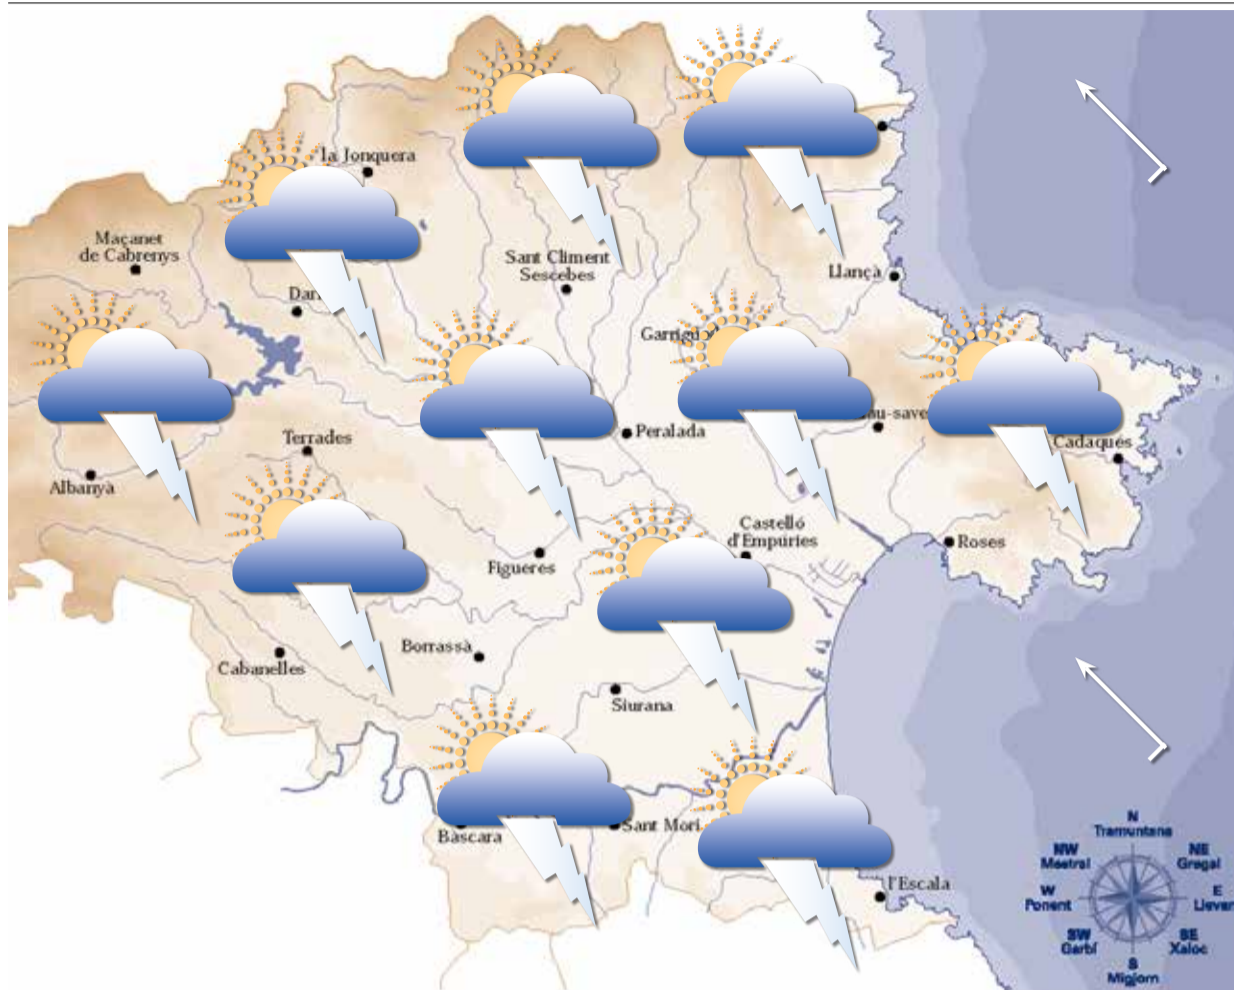 la Jonquera
Maçanet
de Cabrenys
Sant Climent
Sescebes
Llançà
Peralada
Terrades
Cadaqués
Albanyà
Castelló
d'Empúries
Roses
Figueres
Borrassà
Cabanelles
Siurana
Bàscara
Sant Mori
l'Escala
N
Tramuntana
NW
Mestral
NE
Gregal
W
Ponent
E
SW
Garbí
SE
Xaloc
S
Migjorn